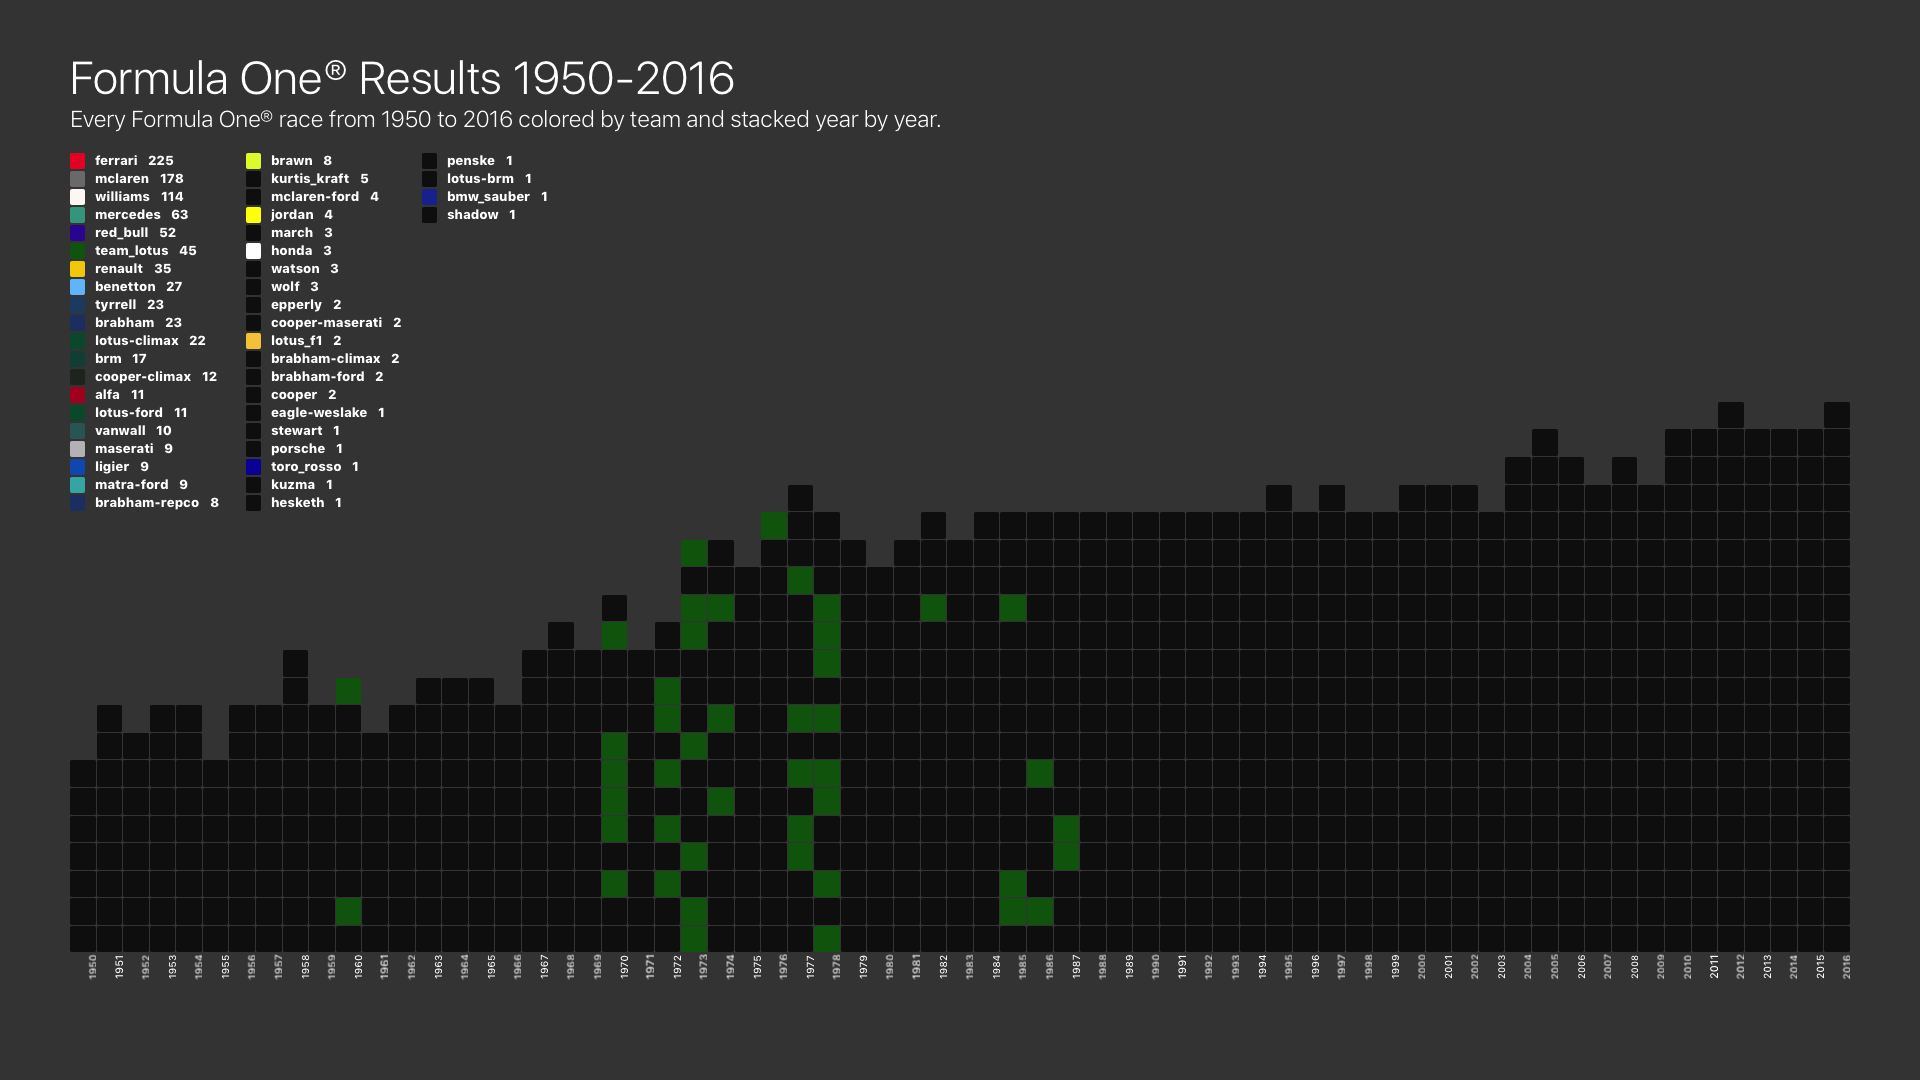 Formula One® Results 1950-2016
Every Formula One® race from 1950 to 2016 colored by team and stacked year by year.
ferrari 225
mclaren 178
williams 114
mercedes 63
red_bull 52
team_lotus 45
renault 35
benetton 27
tyrrell 23
brabham 23
lotus-climax 22
brm 17
cooper-climax 12
alfa 11
lotus-ford 11
vanwall 10
maserati 9
ligier 9
matra-ford 9
brabham-repco 8
brawn 8
kurtis_kraft 5
mclaren-ford 4
jordan 4
march 3
honda 3
watson 3
wolf 3
epperly 2
cooper-maserati 2
lotus_f1 2
brabham-climax 2
brabham-ford 2
cooper 2
eagle-weslake 1
stewart 1
porsche 1
toro_rosso 1
kuzma 1
hesketh 1
penske 1
lotus-brm 1
bmw_sauber 1
shadow 1
1950 1951 1952 1953 1954 1955 1956 1957 1958 1959 1960 1961 1962 1963 1964 1965 1966 1967 1968 1969 1970 1971 1972 1973 1974 1975 1976 1977 1978 1979 1980 1981 1982 1983 1984 1985 1986 1987 1988 1989 1990 1991 1992 1993 1994 1995 1996 1997 1998 1999 2000 2001 2002 2003 2004 2005 2006 2007 2008 2009 2010 2011 2012 2013 2014 2015 2016